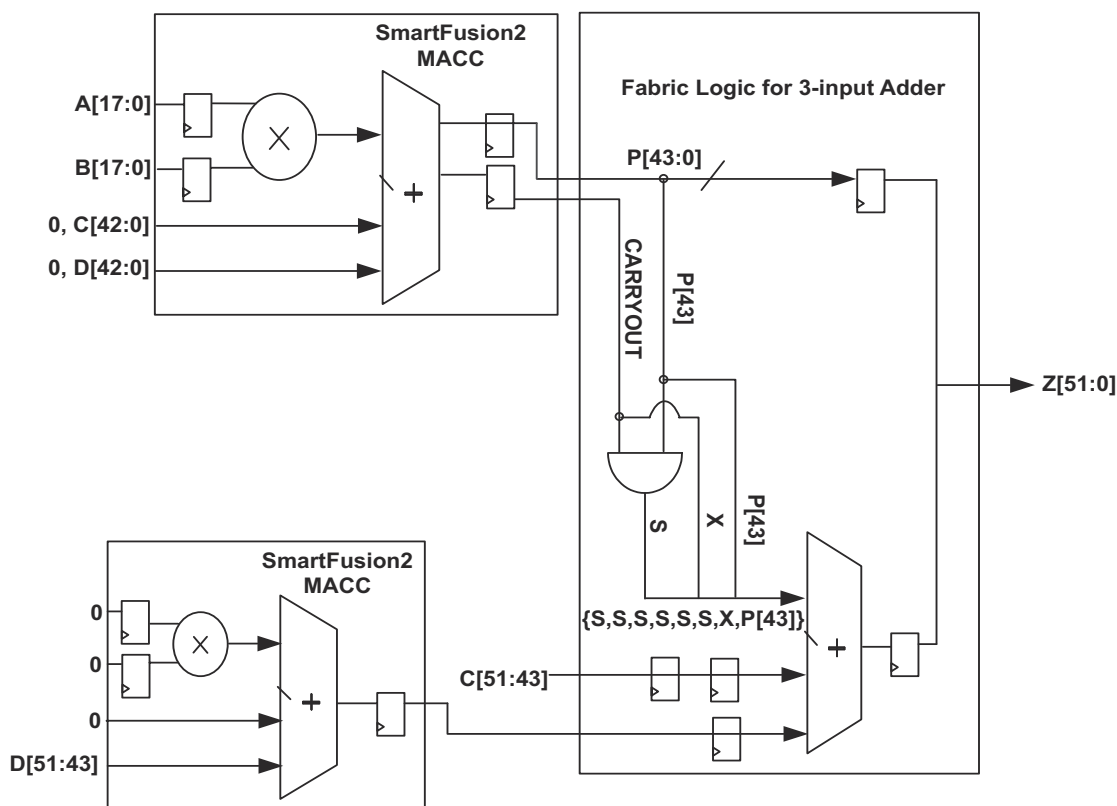 SmartFusion2
MACC
A[17:0]
B[17:0]
0, C[42:0]
0, D[42:0]
X
+
Fabric Logic for 3-input Adder
P[43:0]
CARRYOUT
P[43]
Z[51:0]
S
X
P[43]
{S,S,S,S,S,S,X,P[43]}
+
C[51:43]
SmartFusion2
MACC
0
0
0
D[51:43]
X
+